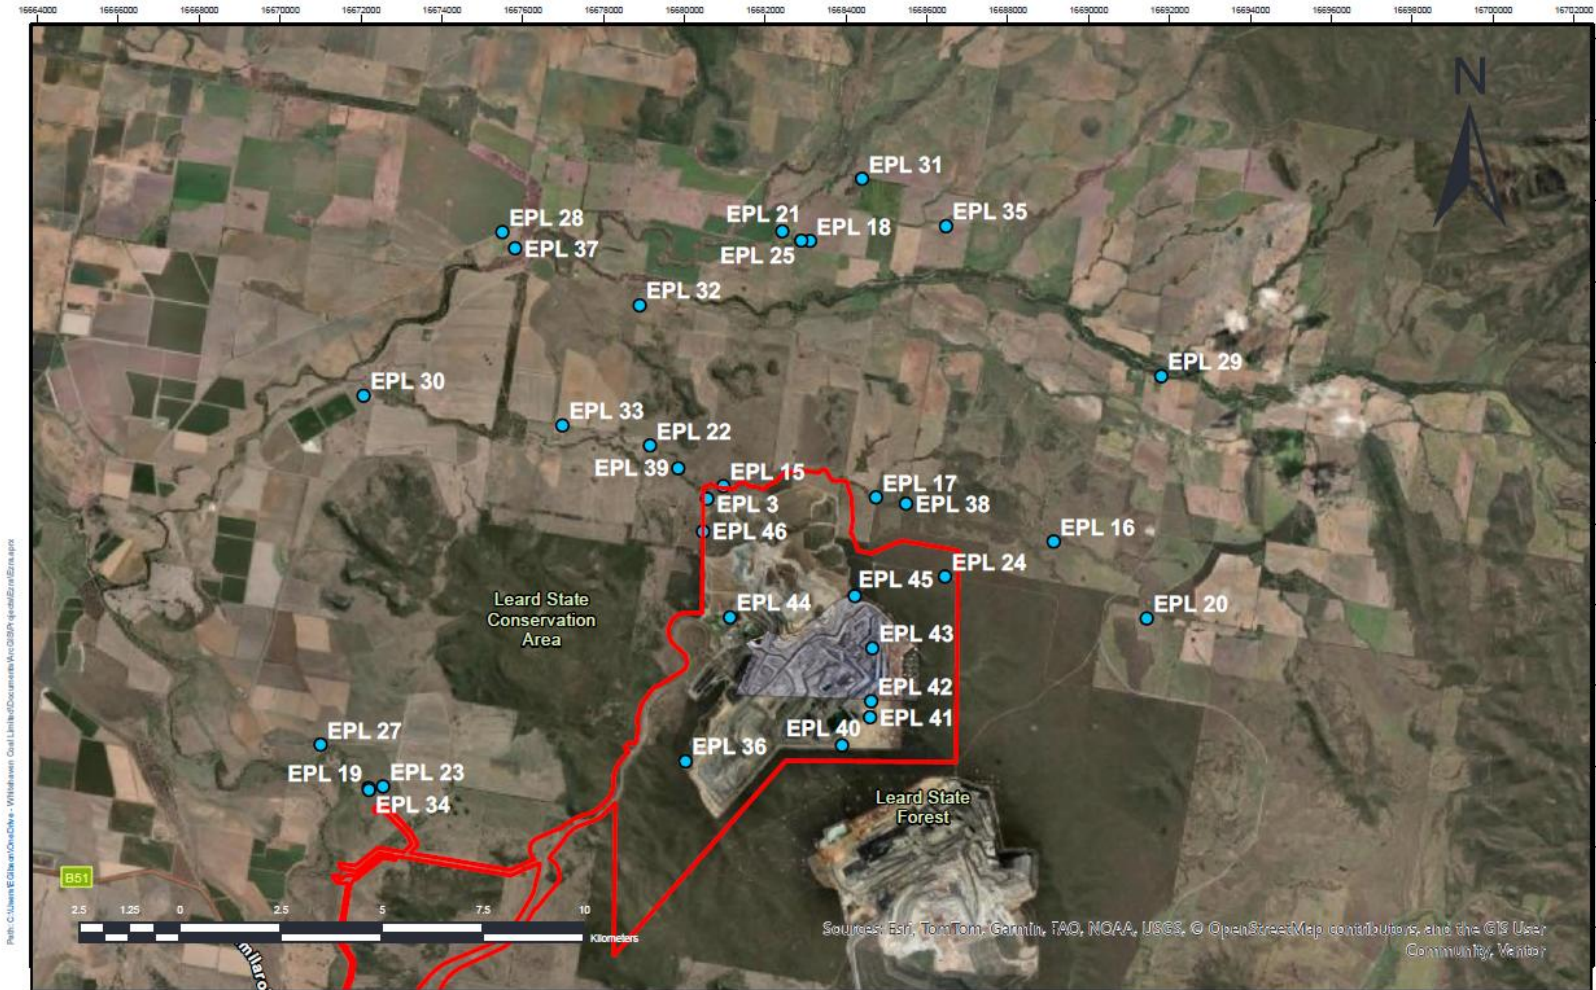 16664000 16666000 16668000 16670000 16672000 16674000 16676000 16678000 16680000 16682000 16684000 16686000 16688000 16690000 16692000 16694000 16696000 16698000 16700000 16702000
N
EPL 31
EPL 28
EPL 21
EPL 18
EPL 35
EPL 37
EPL 25
EPL 32
EPL 29
EPL 30
EPL 33
EPL 22
EPL 39
EPL 15
EPL 17
EPL 3
EPL 38
EPL 46
EPL 16
EPL 24
EPL 45
Leard State
Conservation
Area
EPL 44
EPL 20
EPL 43
EPL 42
EPL 41
EPL 40
EPL 27
EPL 36
EPL 19
EPL 23
EPL 34
Leard State
Forest
B51
2.5 1.25 0 2.5 5 7.5 10
Kilometers
milaro
Sources: Esri, TomTom, Garmin, FAO, NOAA, USGS, © OpenStreetMap contributors, and the GIS User
Community, Vantor